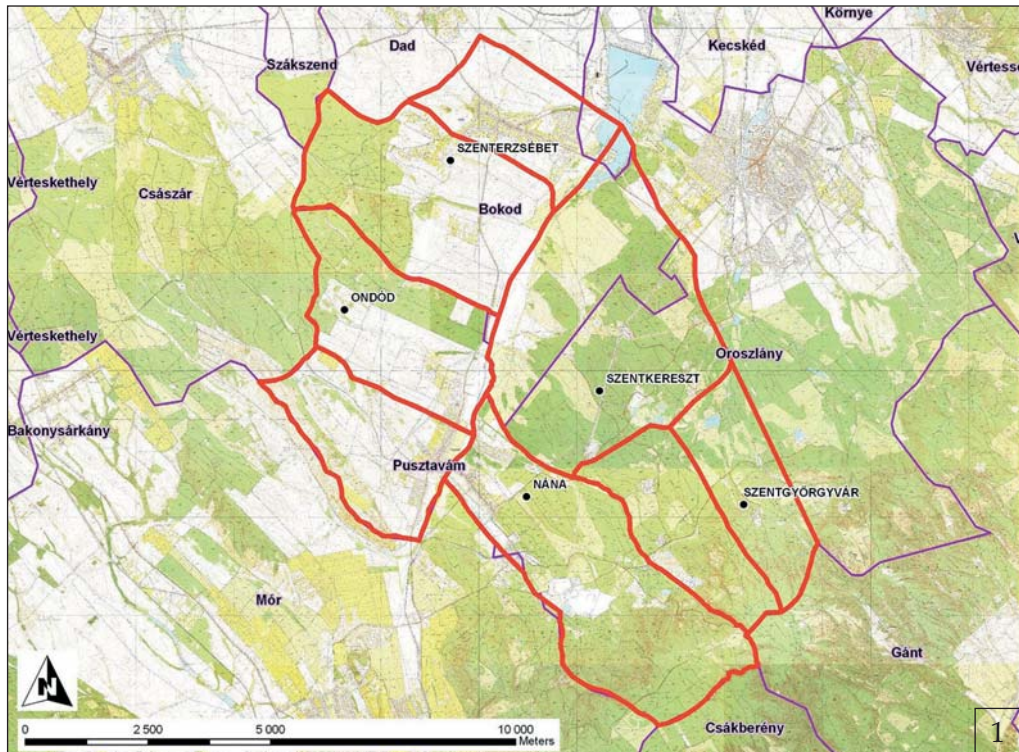 Környe
Dad
Kecskéd
Szákszend
SZENTERZSÉBET
Vérteskethely
Császár
Bokod
ONDÓD
Vérteskethely
Oroszlány
SZENTKERESZT
Bakonysárkány
Pusztavám
NÁNA
SZENTGYÖRGYVÁR
Mór
Gánt
N
Csákberény
0 2 500 5 000 10 000
Meters
1